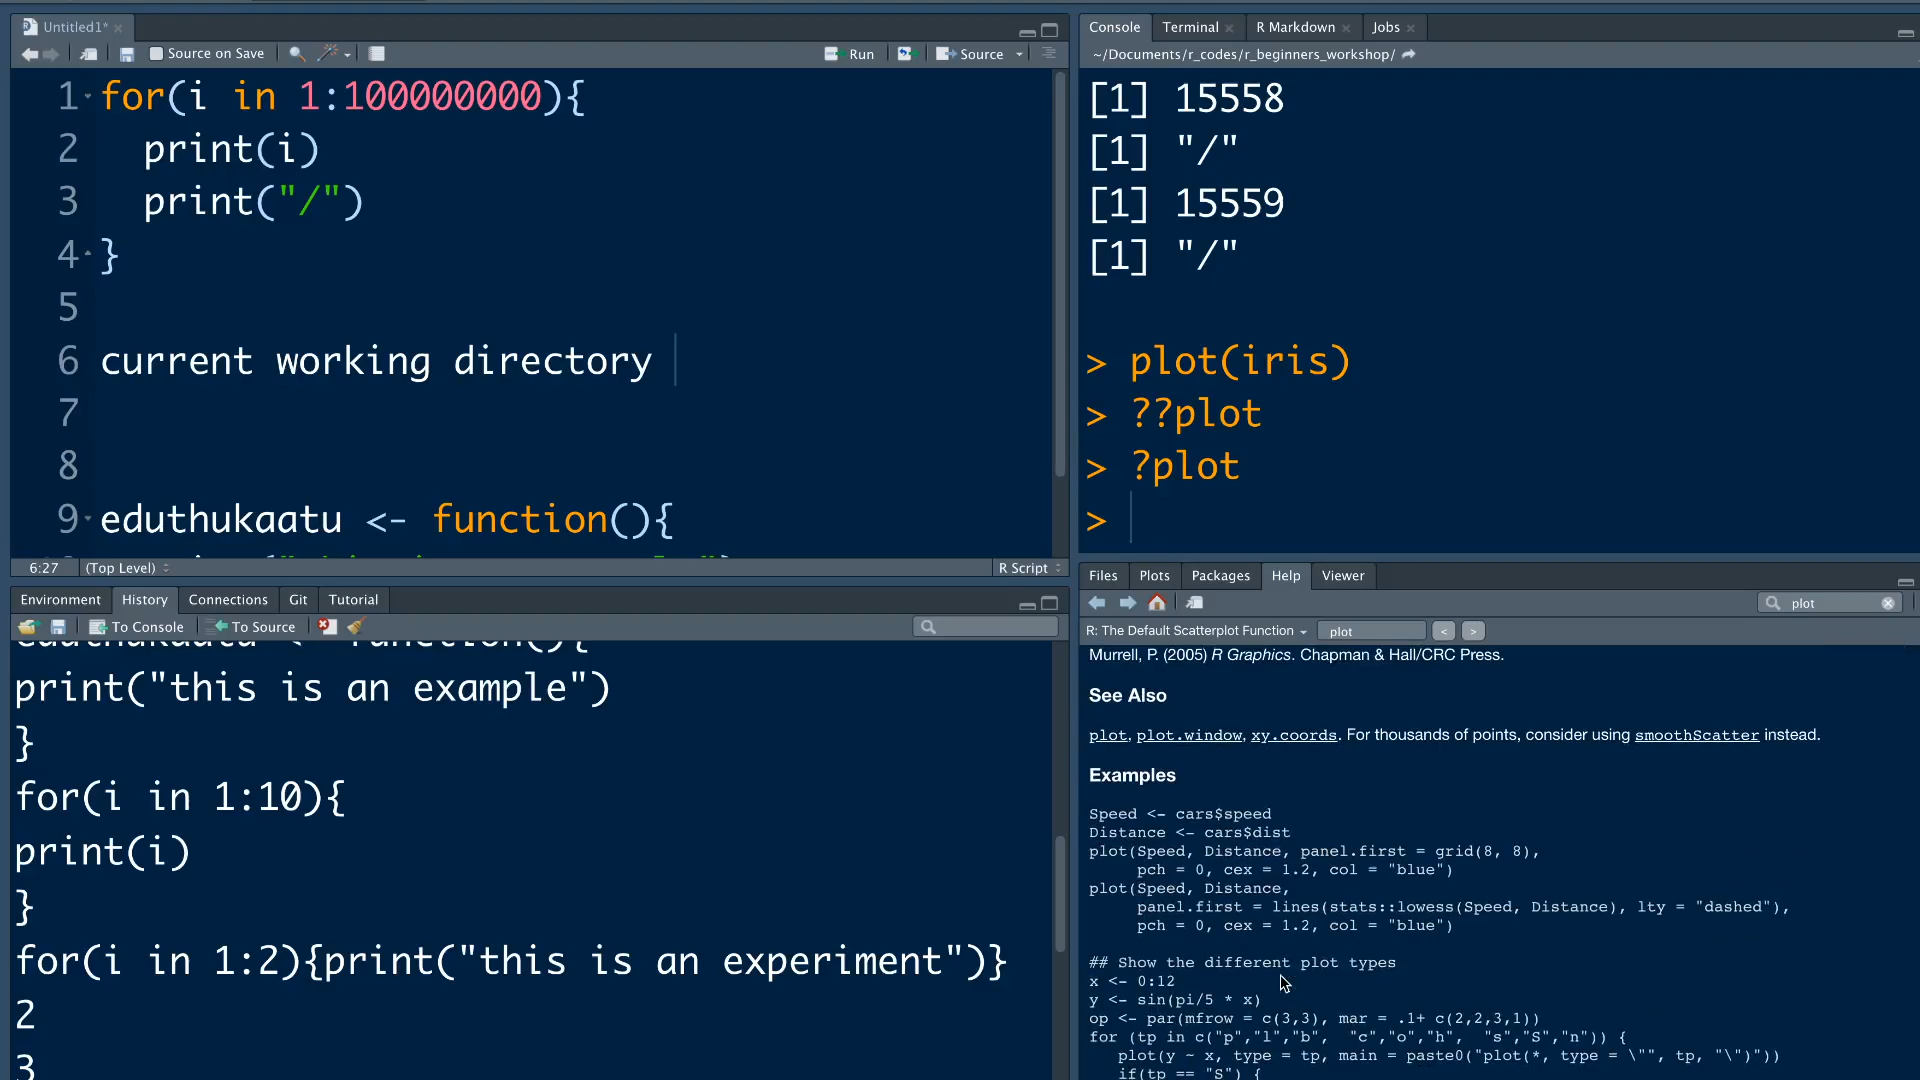 Untitled1*
Source on Save
Run
Source
1 for(i in 1:100000000){
2 print(i)
3 print("/")
4 }
5
6 current working directory
7
8
9 eduthukaatu <- function(){
6:27
(Top Level)
R Script
Environment
History
Connections
Git
Tutorial
To Console
To Source
print("this is an example")
}
for(i in 1:10){
print(i)
}
for(i in 1:2){print("this is an experiment")}
2
3
Console
Terminal
R Markdown
Jobs
~/Documents/r_codes/r_beginners_workshop/
[1] 15558
[1] "/"
[1] 15559
[1] "/"
> plot(iris)
> ??plot
> ?plot
>
Files
Plots
Packages
Help
Viewer
plot
R: The Default Scatterplot Function
plot
<
>
Murrell, P. (2005) R Graphics. Chapman & Hall/CRC Press.
See Also
plot, plot.window, xy.coords. For thousands of points, consider using smoothScatter instead.
Examples
Speed <- cars$speed
Distance <- cars$dist
plot(Speed, Distance, panel.first = grid(8, 8),
pch = 0, cex = 1.2, col = "blue")
plot(Speed, Distance,
panel.first = lines(stats::lowess(Speed, Distance), lty = "dashed"),
pch = 0, cex = 1.2, col = "blue")
## Show the different plot types
x <- 0:12
y <- sin(pi/5 * x)
op <- par(mfrow = c(3,3), mar = .1+ c(2,2,3,1))
for (tp in c("p","l","b", "c","o","h", "s","S","n")) {
plot(y ~ x, type = tp, main = paste0("plot(*, type = \"", tp, "\")"))
if(tp == "S") {